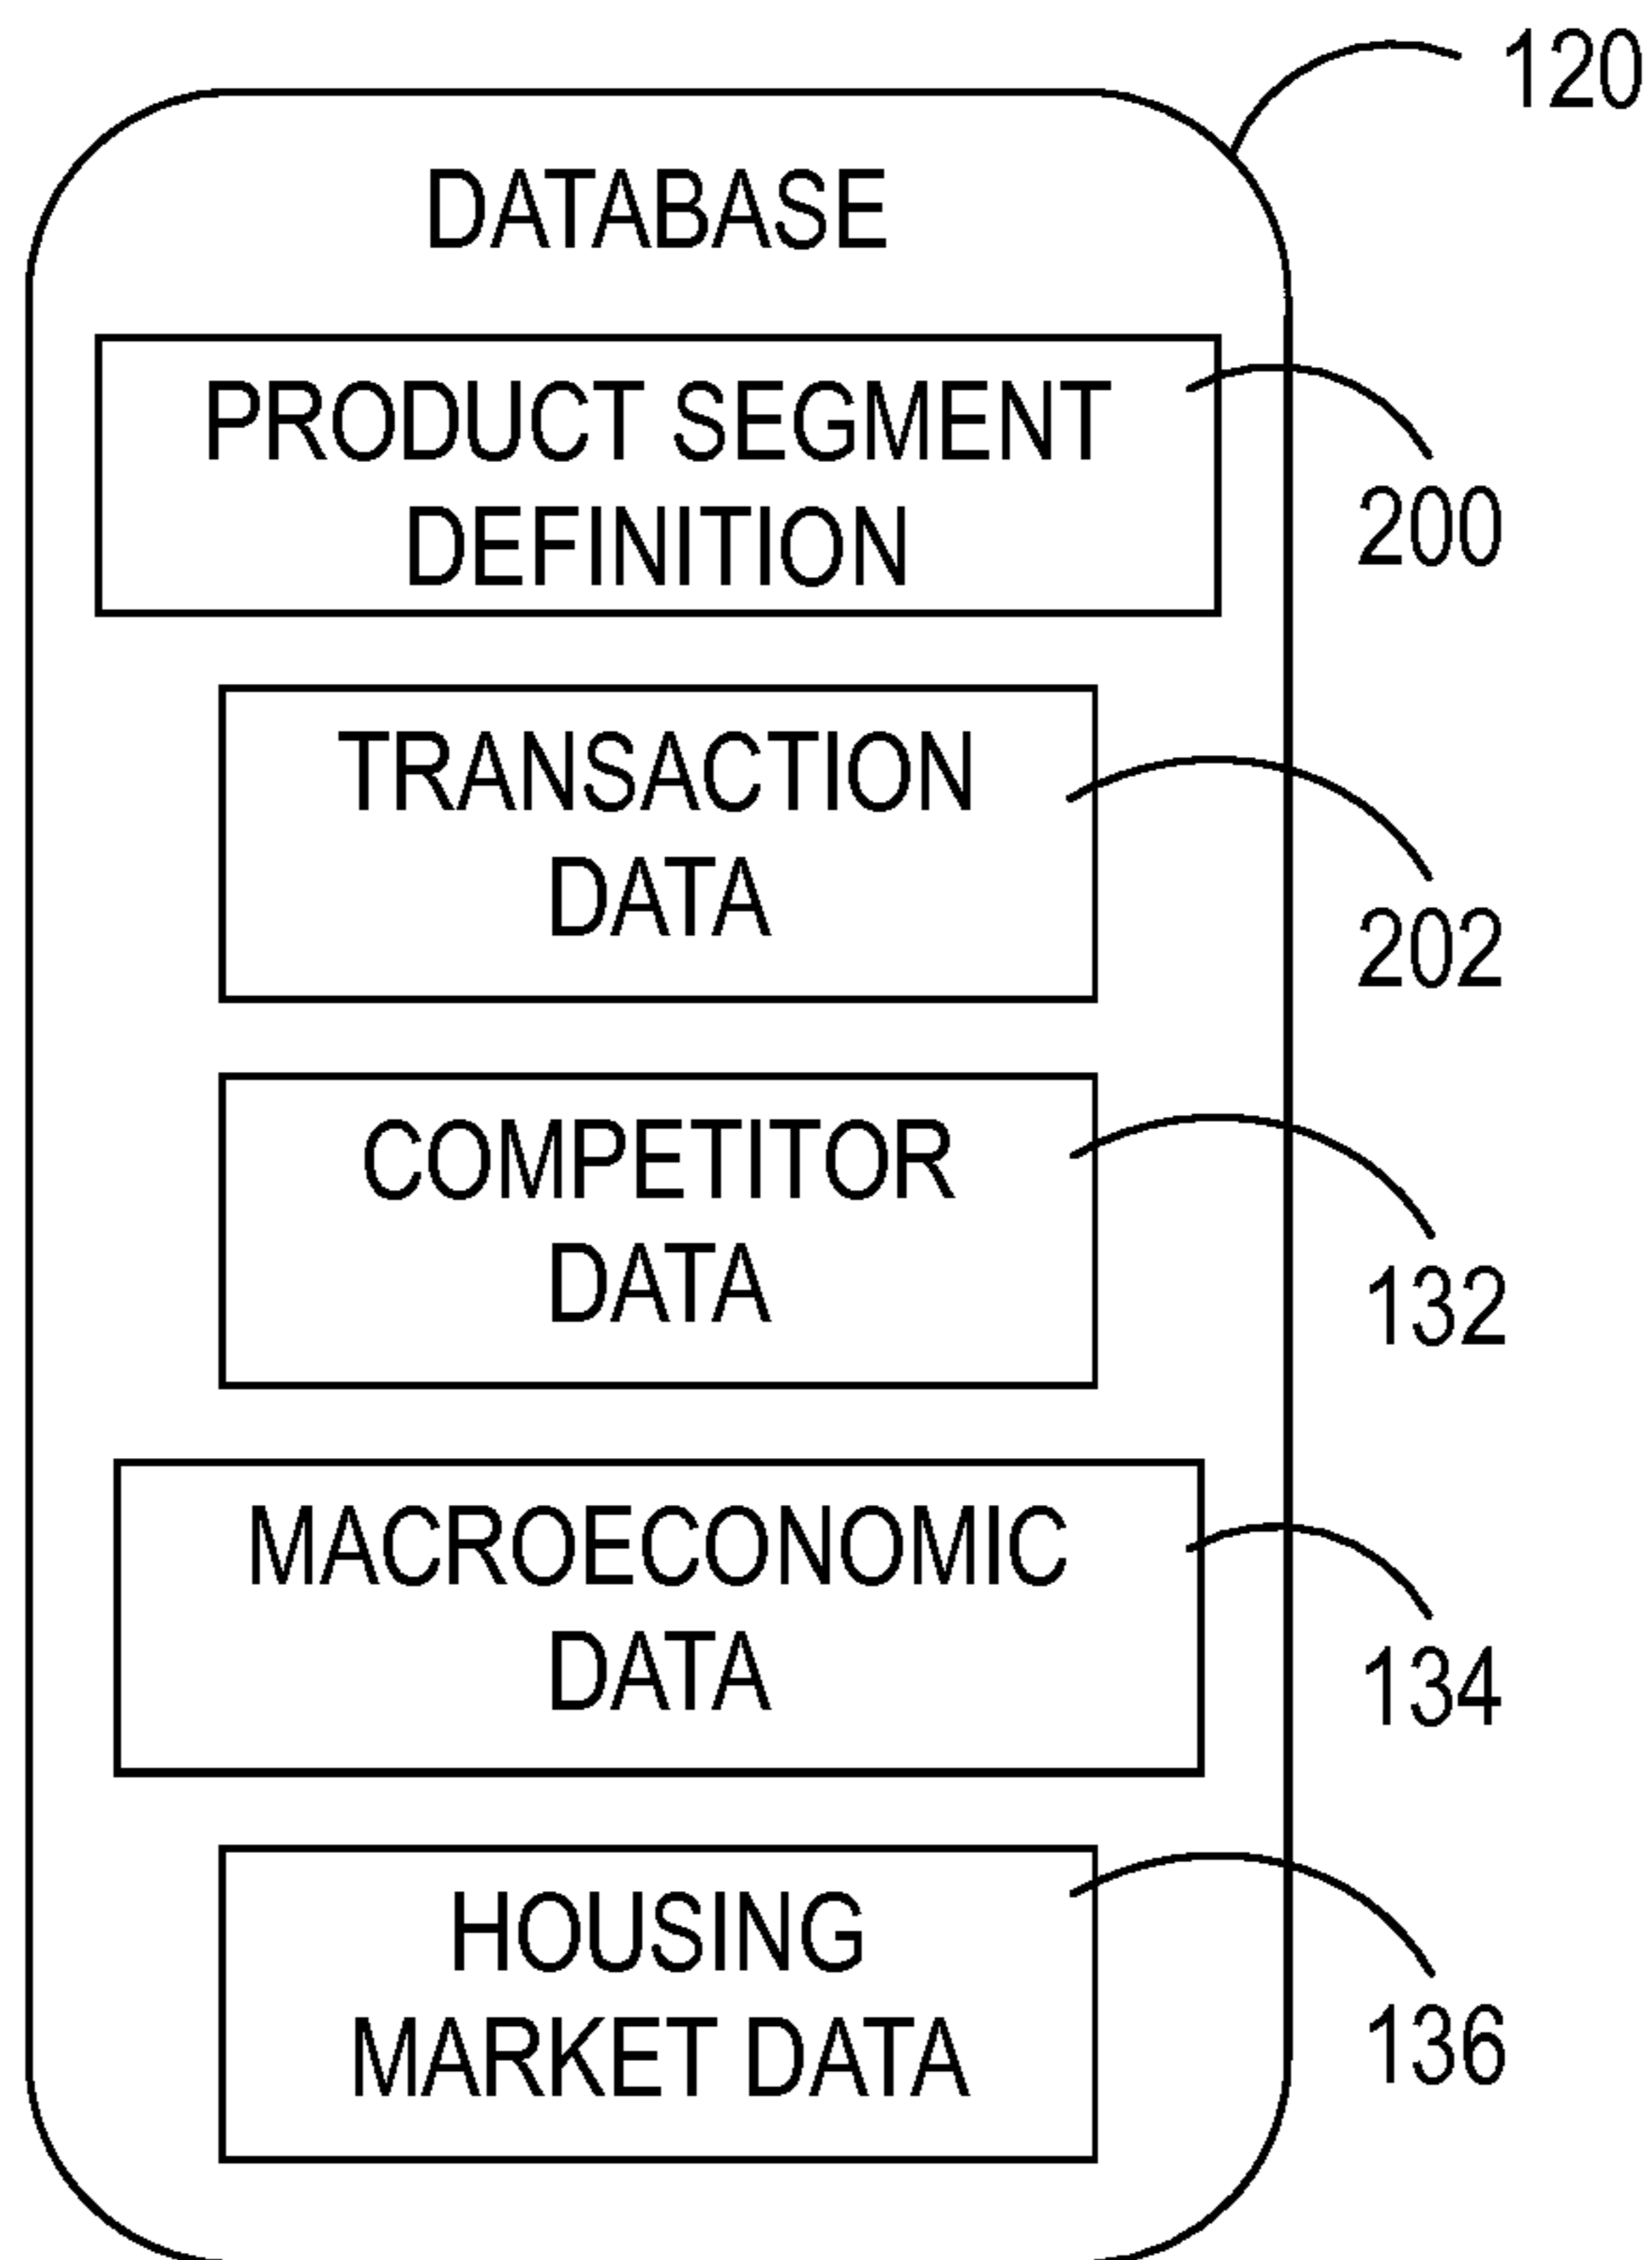 120
DATABASE
PRODUCT SEGMENT
DEFINITION
200
TRANSACTION
DATA
202
COMPETITOR
DATA
132
MACROECONOMIC
DATA
134
HOUSING
MARKET DATA
136